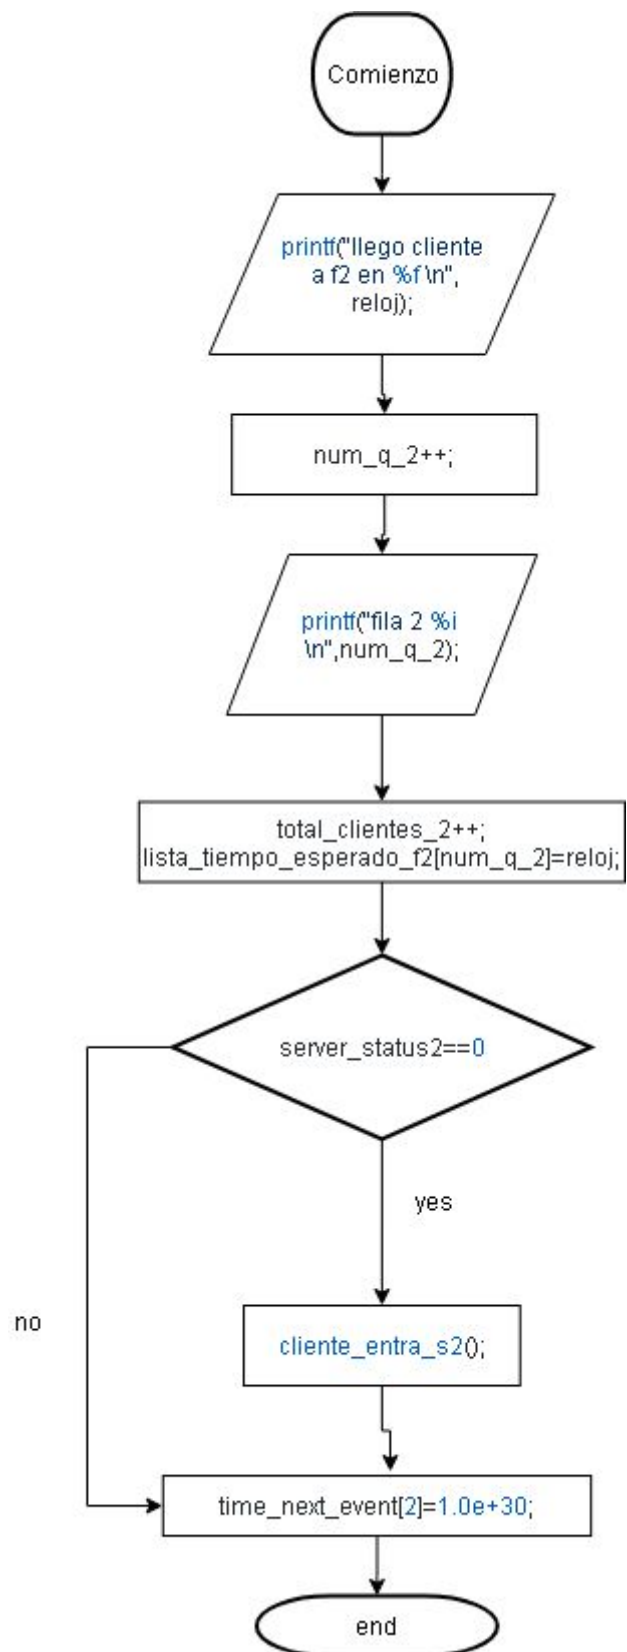 Comienzo
printf("llego cliente
a f2 en %f \n",
reloj);
num_q_2++;
printf("fila 2 %i
\n",num_q_2);
total_clientes_2++;
lista_tiempo_esperado_f2[num_q_2]=reloj;
server_status2==0
yes
no
cliente_entra_s2();
time_next_event[2]=1.0e+30;
end